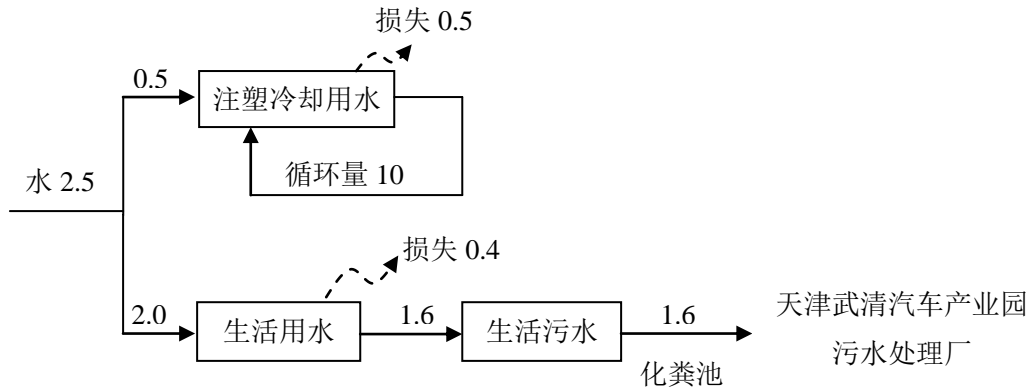 损失 0.5
0.5
注塑冷却用水
循环量 10
水 2.5
损失 0.4
2.0
生活用水
1.6
生活污水
1.6
化粪池
天津武清汽车产业园
污水处理厂